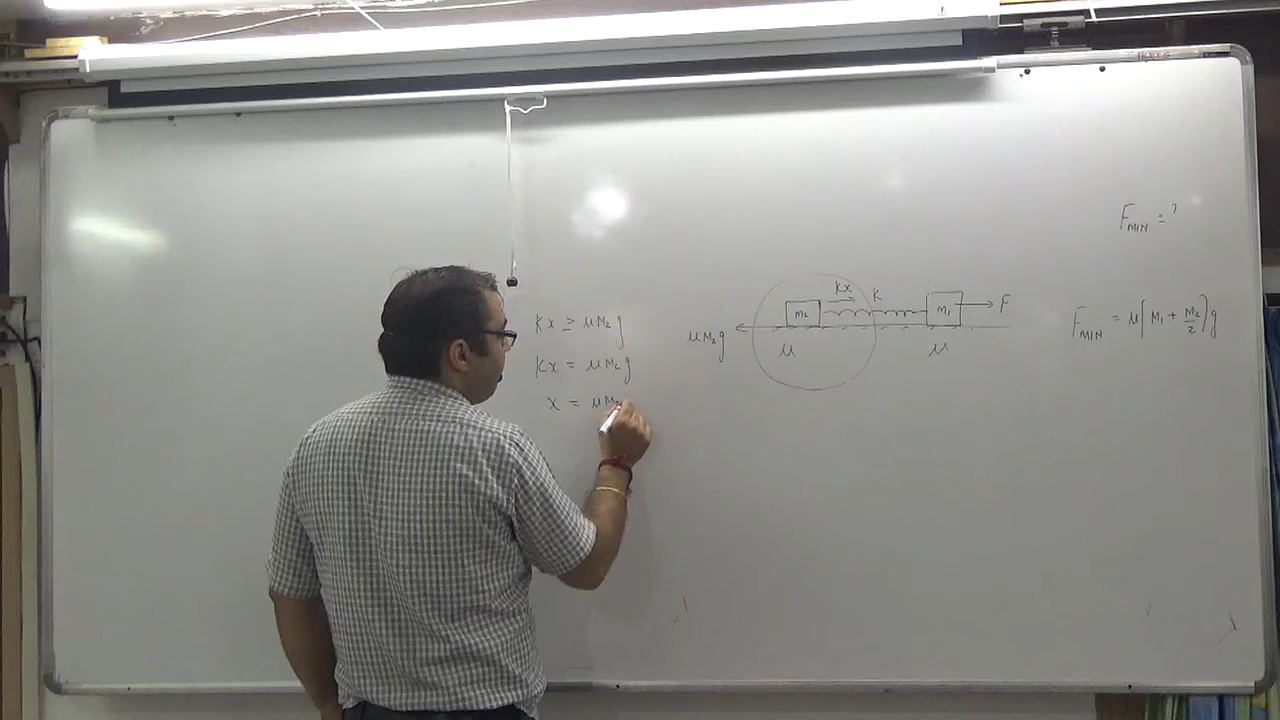 F_MIN = ?
Kx ≥ μM₂g
Kx = μM₂g
x = μM₂
Kx
K
M₂
M₁
F
μM₂g
μ
μ
F_MIN = μ[M₁ + M₂/2]g